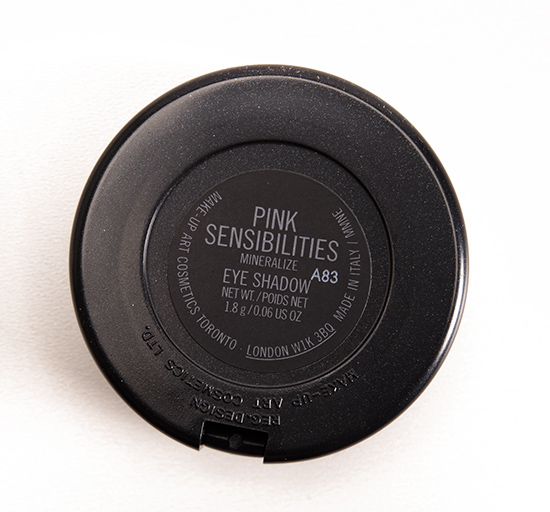 PINK
SENSIBILITIES
MINERALIZE
EYE SHADOW A83
NET WT./POIDS NET
1.8 g / 0.06 US OZ
MAKE-UP ART COSMETICS TORONTO · LONDON W1K 3BQ MADE IN ITALY / MNINE
MAKE-UP ART COSMETICS LTD.
REG.DESIGN